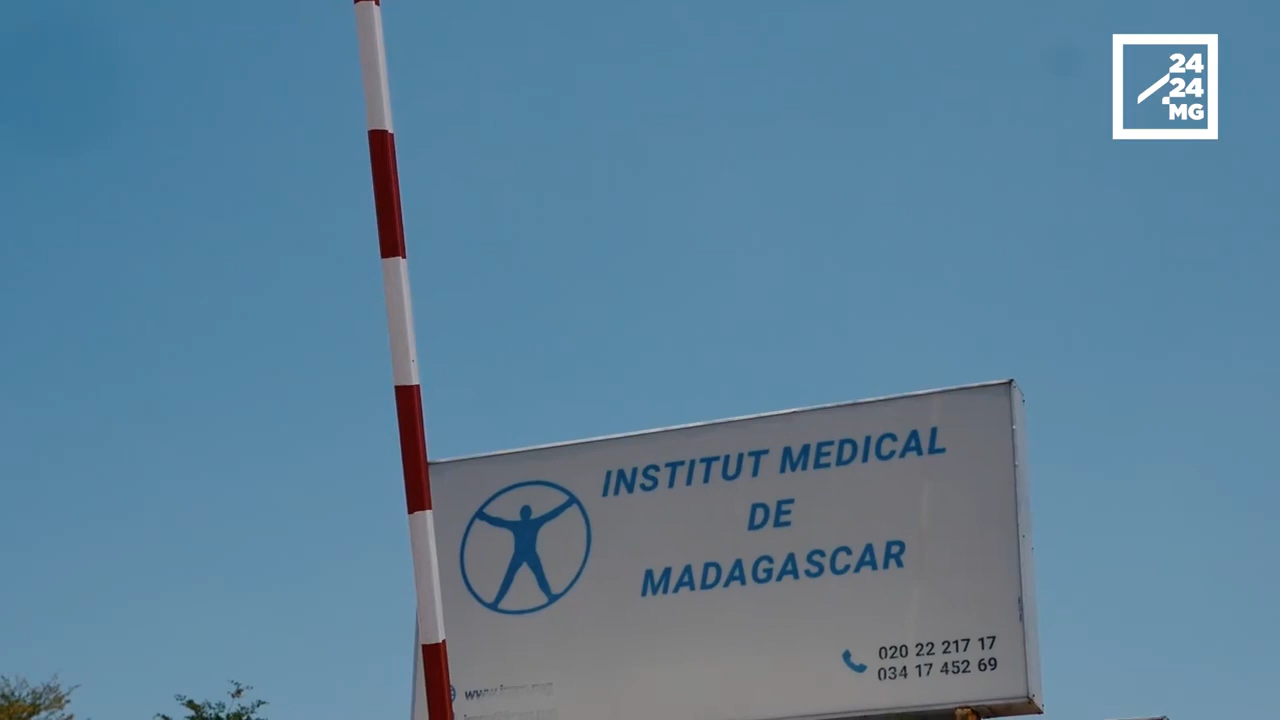 24
24
MG
INSTITUT MEDICAL
DE
MADAGASCAR
020 22 217 17
034 17 452 69